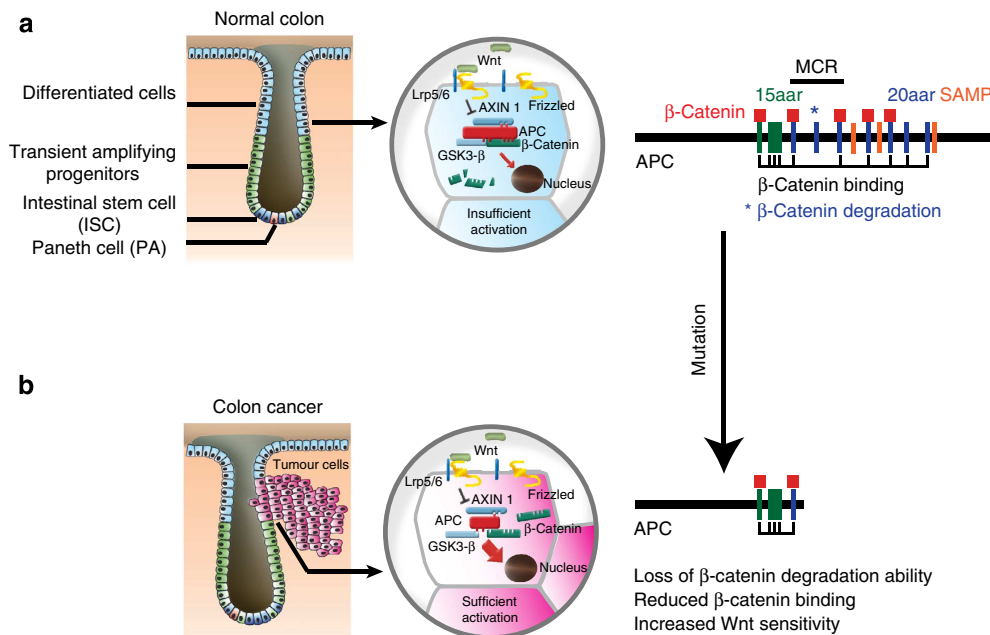 a
Normal colon
Differentiated cells
Transient amplifying
progenitors
Intestinal stem cell
(ISC)
Paneth cell (PA)
Wnt
Lrp5/6
Frizzled
AXIN 1
APC
β-Catenin
GSK3-β
Nucleus
Insufficient
activation
MCR
15aar
* 20aar SAMP
β-Catenin
APC
β-Catenin binding
* β-Catenin degradation
Mutation
b
Colon cancer
Tumour cells
Wnt
Lrp5/6
Frizzled
AXIN 1
APC
β-Catenin
GSK3-β
Nucleus
Sufficient
activation
APC
Loss of β-catenin degradation ability
Reduced β-catenin binding
Increased Wnt sensitivity